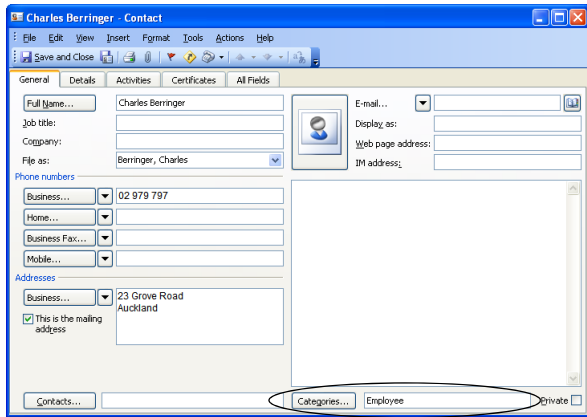 Charles Berringer - Contact
File Edit View Insert Format Tools Actions Help
Save and Close
General Details Activities Certificates All Fields
Full Name... Charles Berringer
Job title:
Company:
File as: Berringer, Charles
E-mail...
Display as:
Web page address:
IM address:
Phone numbers
Business... 02 979 797
Home...
Business Fax...
Mobile...
Addresses
Business... 23 Grove Road
Auckland
This is the mailing
address
Contacts... Categories... Employee Private